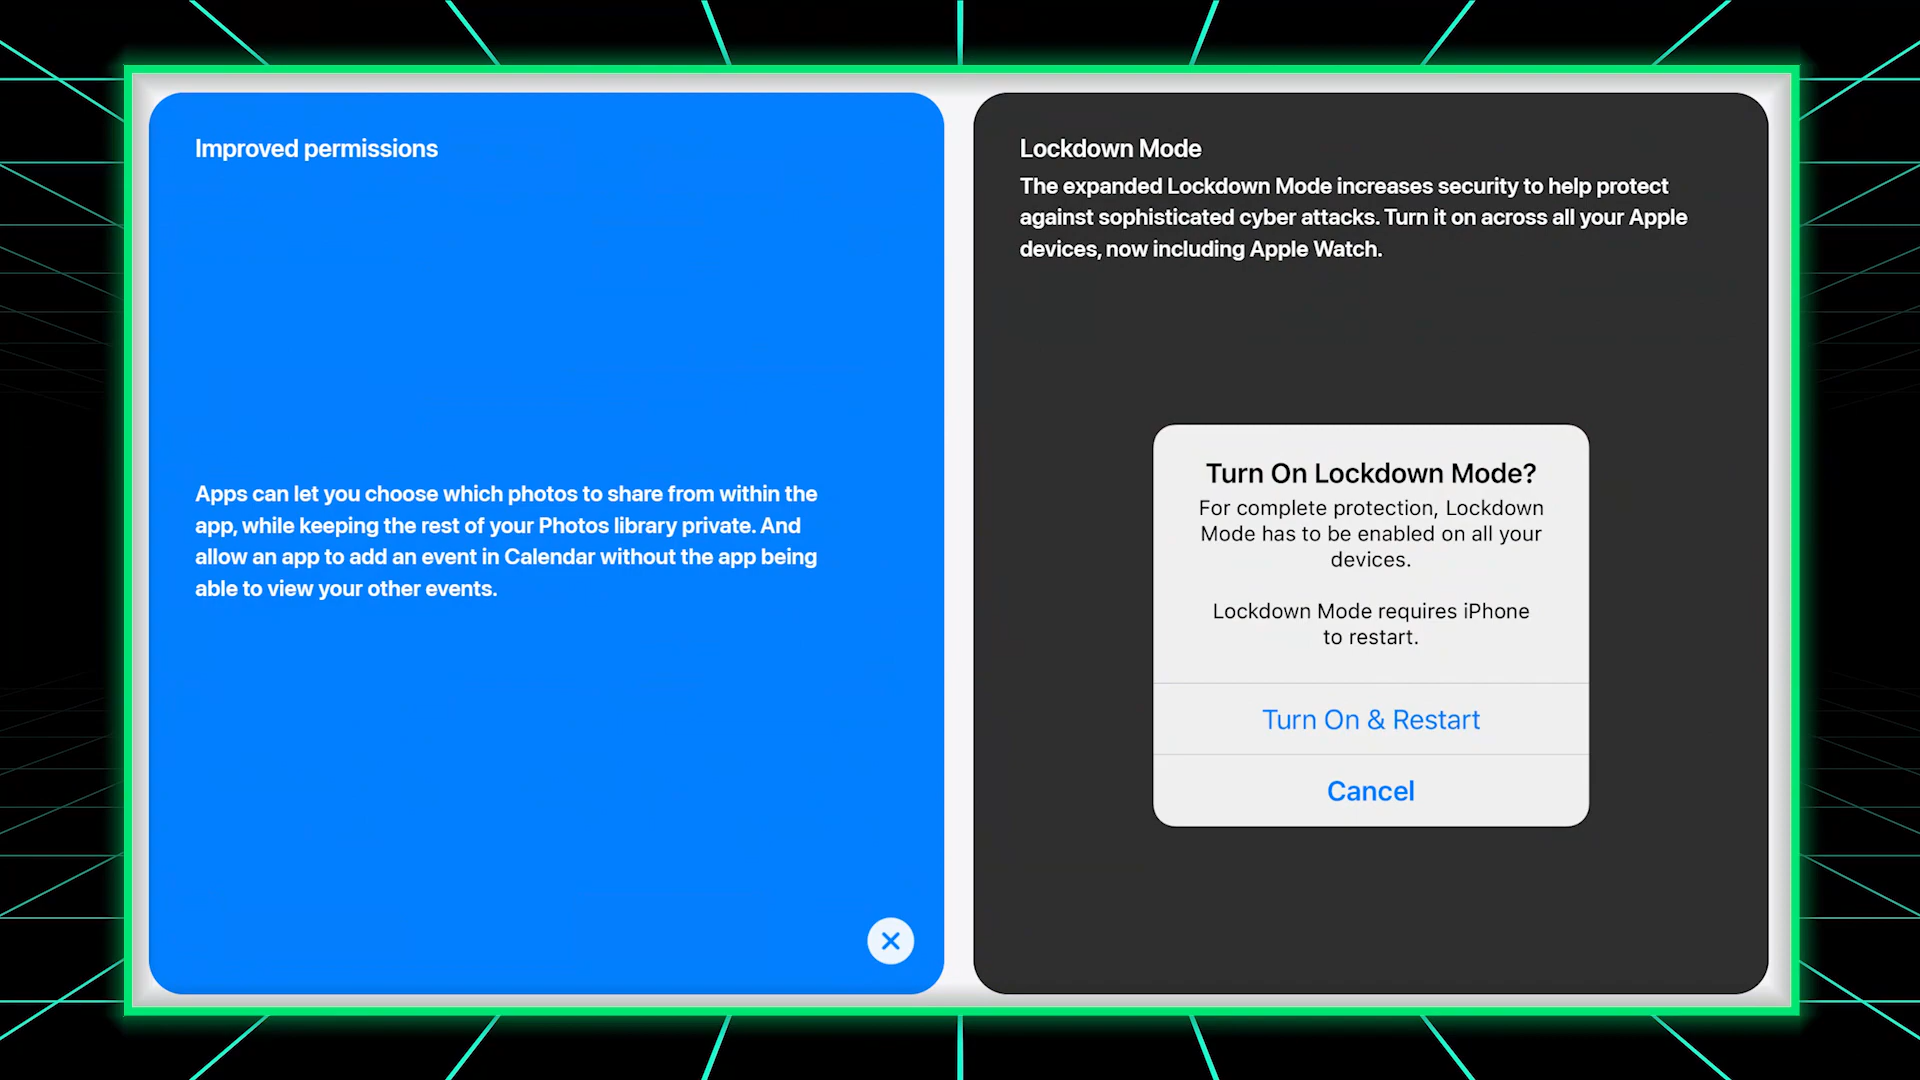 Improved permissions
Apps can let you choose which photos to share from within the
app, while keeping the rest of your Photos library private. And
allow an app to add an event in Calendar without the app being
able to view your other events.
Lockdown Mode
The expanded Lockdown Mode increases security to help protect
against sophisticated cyber attacks. Turn it on across all your Apple
devices, now including Apple Watch.
Turn On Lockdown Mode?
For complete protection, Lockdown
Mode has to be enabled on all your
devices.
Lockdown Mode requires iPhone
to restart.
Turn On & Restart
Cancel